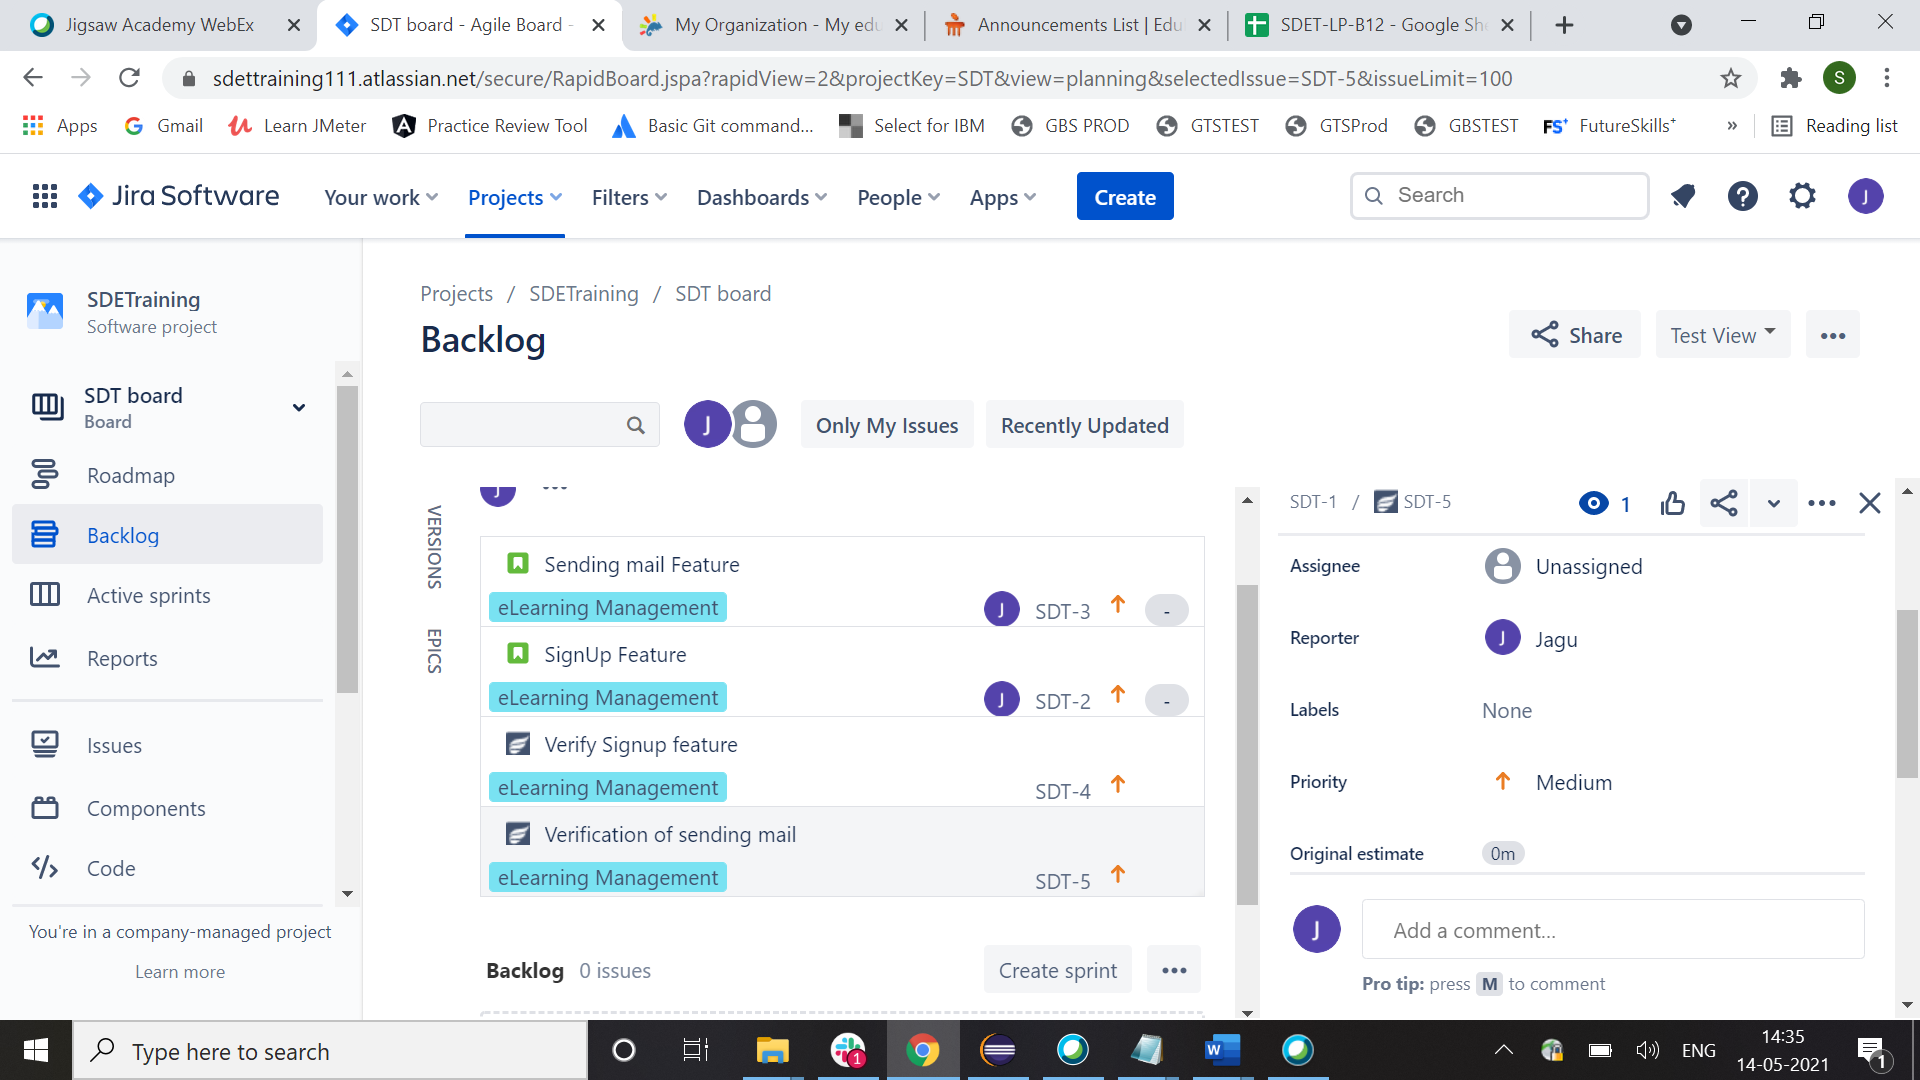 Jigsaw Academy WebEx
SDT board - Agile Board -
My Organization - My edu
Announcements List | Edu
SDET-LP-B12 - Google She
sdettraining111.atlassian.net/secure/RapidBoard.jspa?rapidView=2&projectKey=SDT&view=planning&selectedIssue=SDT-5&issueLimit=100
S
Apps
Gmail
Learn JMeter
Practice Review Tool
Basic Git command...
Select for IBM
GBS PROD
GTSTEST
GTSProd
GBSTEST
FS+ FutureSkills+
»
Reading list
Jira Software
Your work
Projects
Filters
Dashboards
People
Apps
Create
Search
J
SDETraining
Software project
SDT board
Board
Roadmap
Backlog
Active sprints
Reports
Issues
Components
Code
You're in a company-managed project
Learn more
Projects / SDETraining / SDT board
Backlog
Share
Test View
J
Only My Issues
Recently Updated
VERSIONS
EPICS
J
Sending mail Feature
eLearning Management
J SDT-3 -
SignUp Feature
eLearning Management
J SDT-2 -
Verify Signup feature
eLearning Management
SDT-4
Verification of sending mail
eLearning Management
SDT-5
Backlog 0 issues
Create sprint
SDT-1 / SDT-5
1
Assignee Unassigned
Reporter J Jagu
Labels None
Priority Medium
Original estimate 0m
J Add a comment...
Pro tip: press M to comment
Type here to search
1
W
ENG
14:35
14-05-2021
1